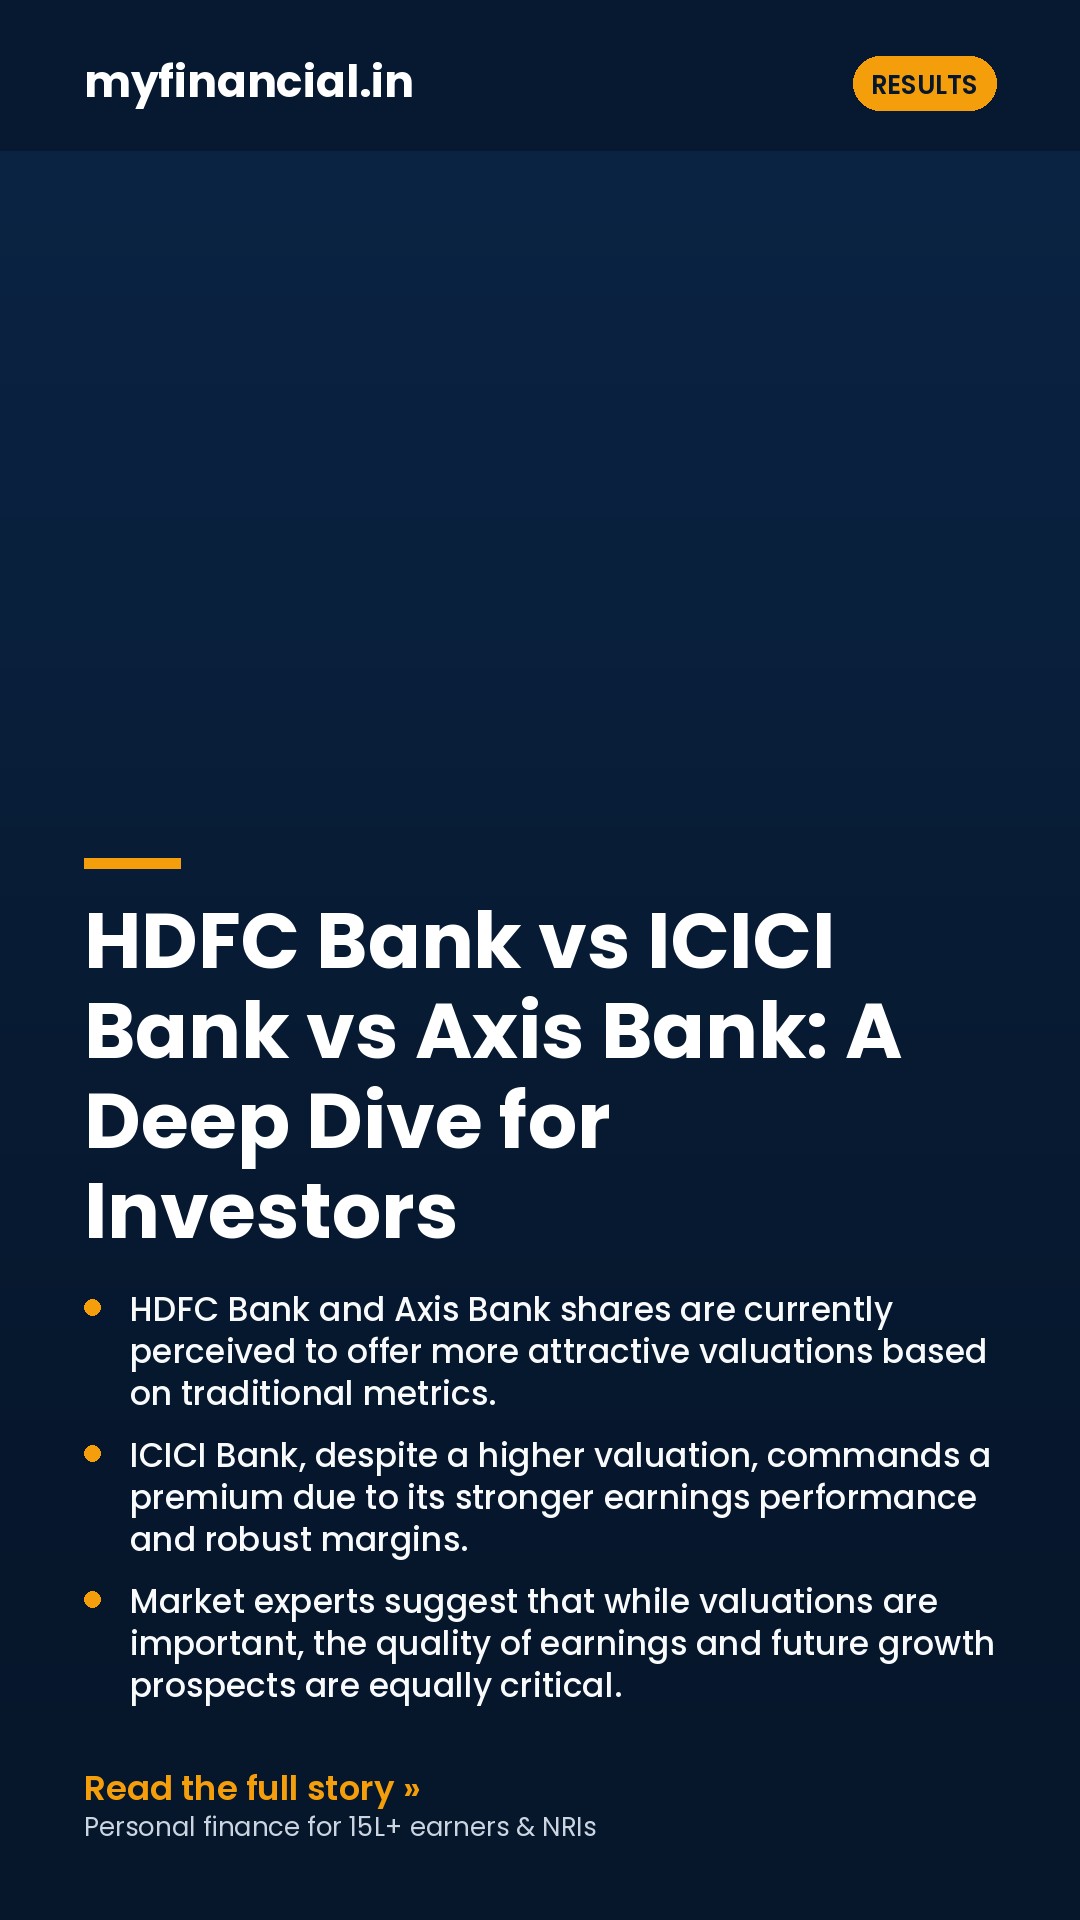 myfinancial.in
RESULTS
HDFC Bank vs ICICI
Bank vs Axis Bank: A
Deep Dive for
Investors
HDFC Bank and Axis Bank shares are currently
perceived to offer more attractive valuations based
on traditional metrics.
ICICI Bank, despite a higher valuation, commands a
premium due to its stronger earnings performance
and robust margins.
Market experts suggest that while valuations are
important, the quality of earnings and future growth
prospects are equally critical.
Read the full story »
Personal finance for 15L+ earners & NRIs